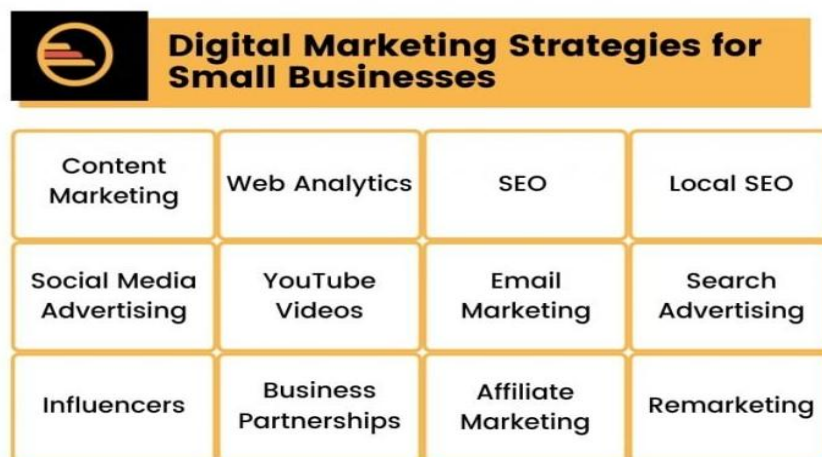 Digital Marketing Strategies for
Small Businesses
Content
Marketing
Web Analytics
SEO
Local SEO
Social Media
Advertising
YouTube
Videos
Email
Marketing
Search
Advertising
Influencers
Business
Partnerships
Affiliate
Marketing
Remarketing